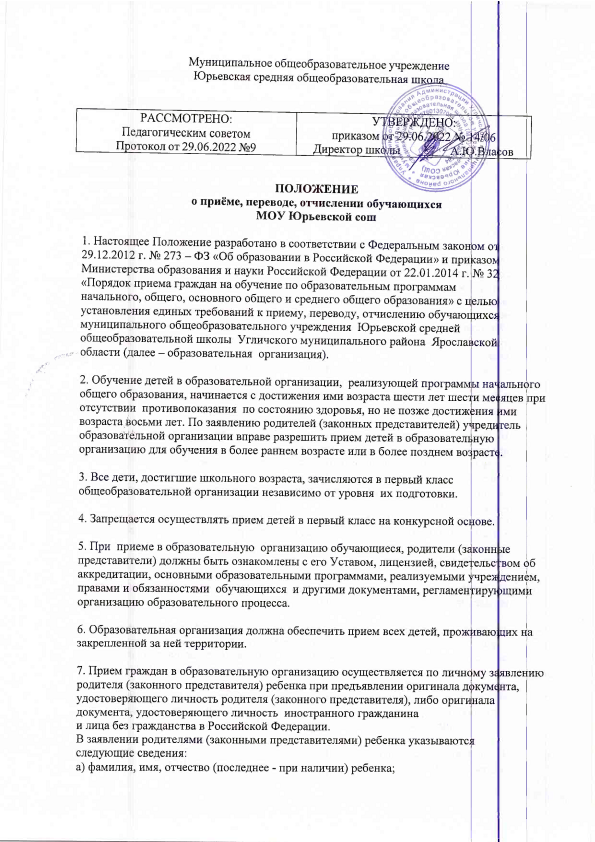 Муниципальное общеобразовательное учреждение
Юрьевская средняя общеобразовательная школа
РАССМОТРЕНО:
Педагогическим советом
Протокол от 29.06.2022 №9
УТВЕРЖДЕНО:
приказом от 29.06.2022 № 14/06
Директор школы А.Ю.Власов
ПОЛОЖЕНИЕ
о приёме, переводе, отчислении обучающихся
МОУ Юрьевской сош
1. Настоящее Положение разработано в соответствии с Федеральным законом от
29.12.2012 г. № 273 – ФЗ «Об образовании в Российской Федерации» и приказом
Министерства образования и науки Российской Федерации от 22.01.2014 г. № 32
«Порядок приема граждан на обучение по образовательным программам
начального, общего, основного общего и среднего общего образования» с целью
установления единых требований к приему, переводу, отчислению обучающихся
муниципального общеобразовательного учреждения Юрьевской средней
общеобразовательной школы Угличского муниципального района Ярославской
области (далее – образовательная организация).
2. Обучение детей в образовательной организации, реализующей программы начального
общего образования, начинается с достижения ими возраста шести лет шести месяцев при
отсутствии противопоказания по состоянию здоровья, но не позже достижения ими
возраста восьми лет. По заявлению родителей (законных представителей) учредитель
образовательной организации вправе разрешить прием детей в образовательную
организацию для обучения в более раннем возрасте или в более позднем возрасте.
3. Все дети, достигшие школьного возраста, зачисляются в первый класс
общеобразовательной организации независимо от уровня их подготовки.
4. Запрещается осуществлять прием детей в первый класс на конкурсной основе.
5. При приеме в образовательную организацию обучающиеся, родители (законные
представители) должны быть ознакомлены с его Уставом, лицензией, свидетельством об
аккредитации, основными образовательными программами, реализуемыми учреждением,
правами и обязанностями обучающихся и другими документами, регламентирующими
организацию образовательного процесса.
6. Образовательная организация должна обеспечить прием всех детей, проживающих на
закрепленной за ней территории.
7. Прием граждан в образовательную организацию осуществляется по личному заявлению
родителя (законного представителя) ребенка при предъявлении оригинала документа,
удостоверяющего личность родителя (законного представителя), либо оригинала
документа, удостоверяющего личность иностранного гражданина
и лица без гражданства в Российской Федерации.
В заявлении родителями (законными представителями) ребенка указываются
следующие сведения:
а) фамилия, имя, отчество (последнее - при наличии) ребенка;